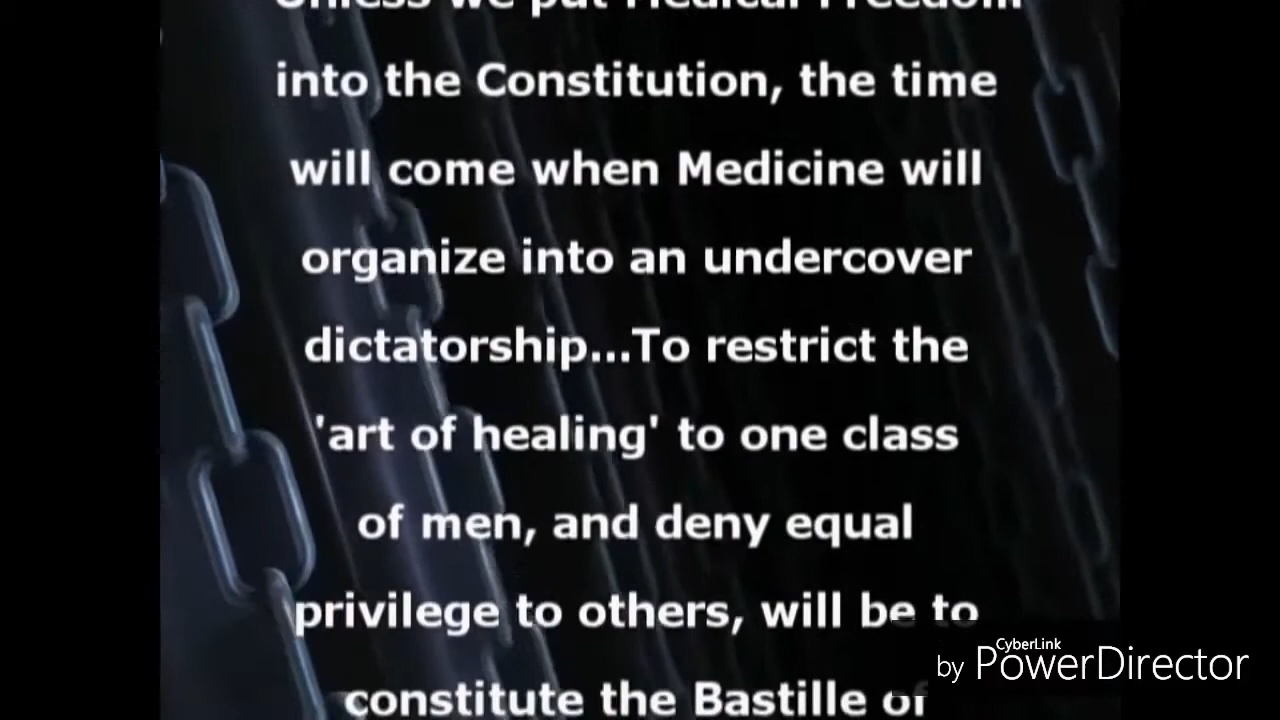 Unless we put Medical Freedom
into the Constitution, the time
will come when Medicine will
organize into an undercover
dictatorship...To restrict the
'art of healing' to one class
of men, and deny equal
privilege to others, will be to
constitute the Bastille of
CyberLink
by PowerDirector